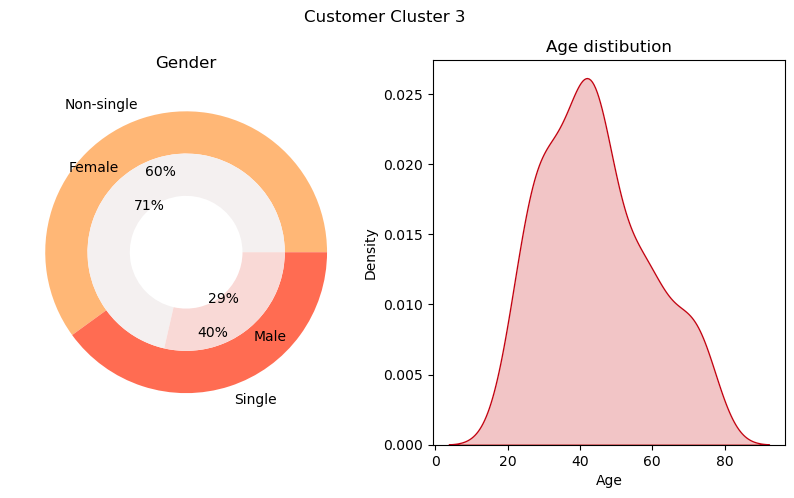 Customer Cluster 3
Gender
Non-single
Female
60%
71%
29%
40%
Male
Single
Age distibution
Density
0.025
0.020
0.015
0.010
0.005
0.000
0 20 40 60 80
Age